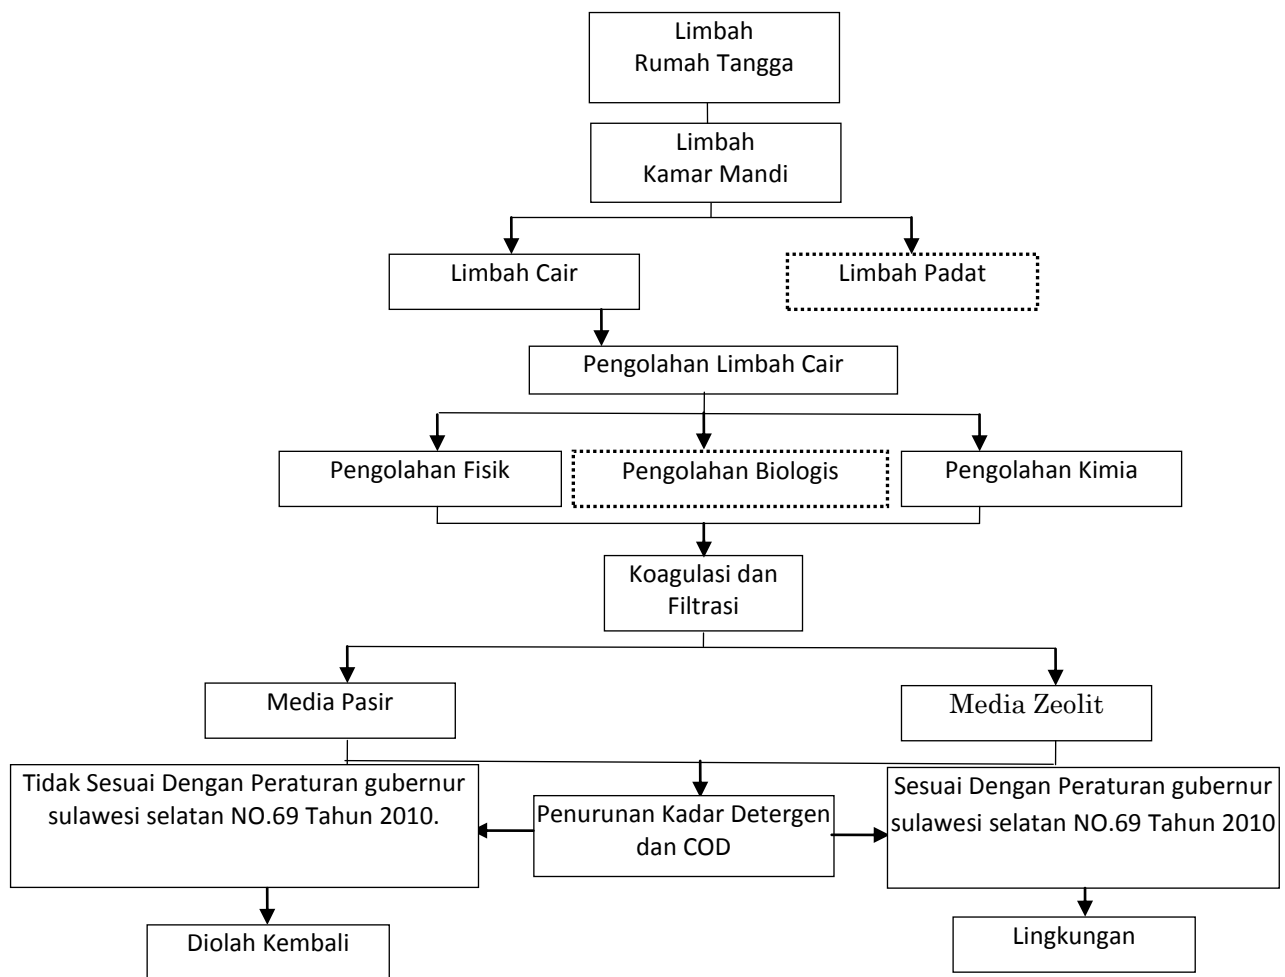 Limbah
Rumah Tangga
Limbah
Kamar Mandi
Limbah Cair
Limbah Padat
Pengolahan Limbah Cair
Pengolahan Fisik
Pengolahan Biologis
Pengolahan Kimia
Koagulasi dan
Filtrasi
Media Pasir
Media Zeolit
Tidak Sesuai Dengan Peraturan gubernur
sulawesi selatan NO.69 Tahun 2010.
Penurunan Kadar Detergen
dan COD
Sesuai Dengan Peraturan gubernur
sulawesi selatan NO.69 Tahun 2010
Diolah Kembali
Lingkungan